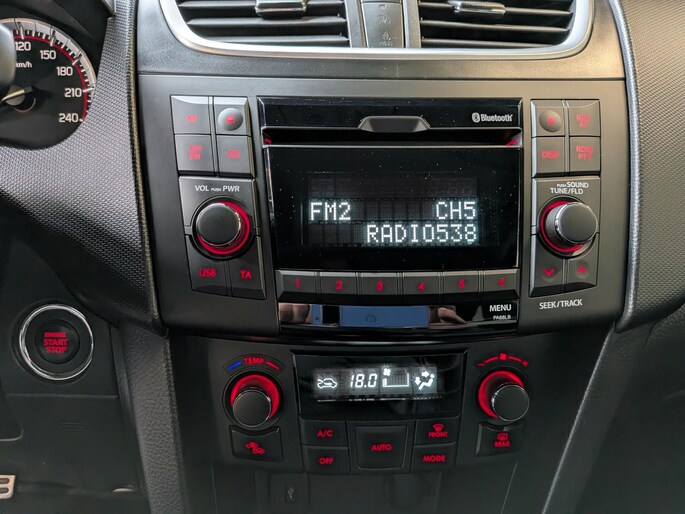 120
150
km/h
180
210
240
Bluetooth
VOL PUSH PWR
PUSH SOUND
TUNE/FLD
FM2 CH5
RADIO538
USB TA
1 2 3 4 5 6
MENU
PA68LB
SEEK/TRACK
ENGINE
START
STOP
TEMP
18.0
A/C
OFF
AUTO
FRONT
MODE
REAR